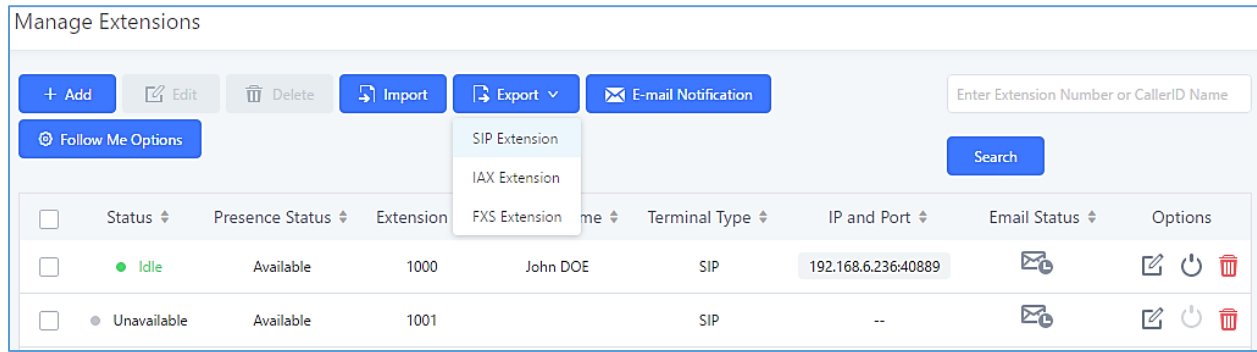 Manage Extensions
+ Add Edit Delete Import Export E-mail Notification Enter Extension Number or CallerID Name
Follow Me Options SIP Extension Search
IAX Extension
Status Presence Status Extension FXS Extension me Terminal Type IP and Port Email Status Options
Idle Available 1000 John DOE SIP 192.168.6.236:40889
Unavailable Available 1001 SIP --